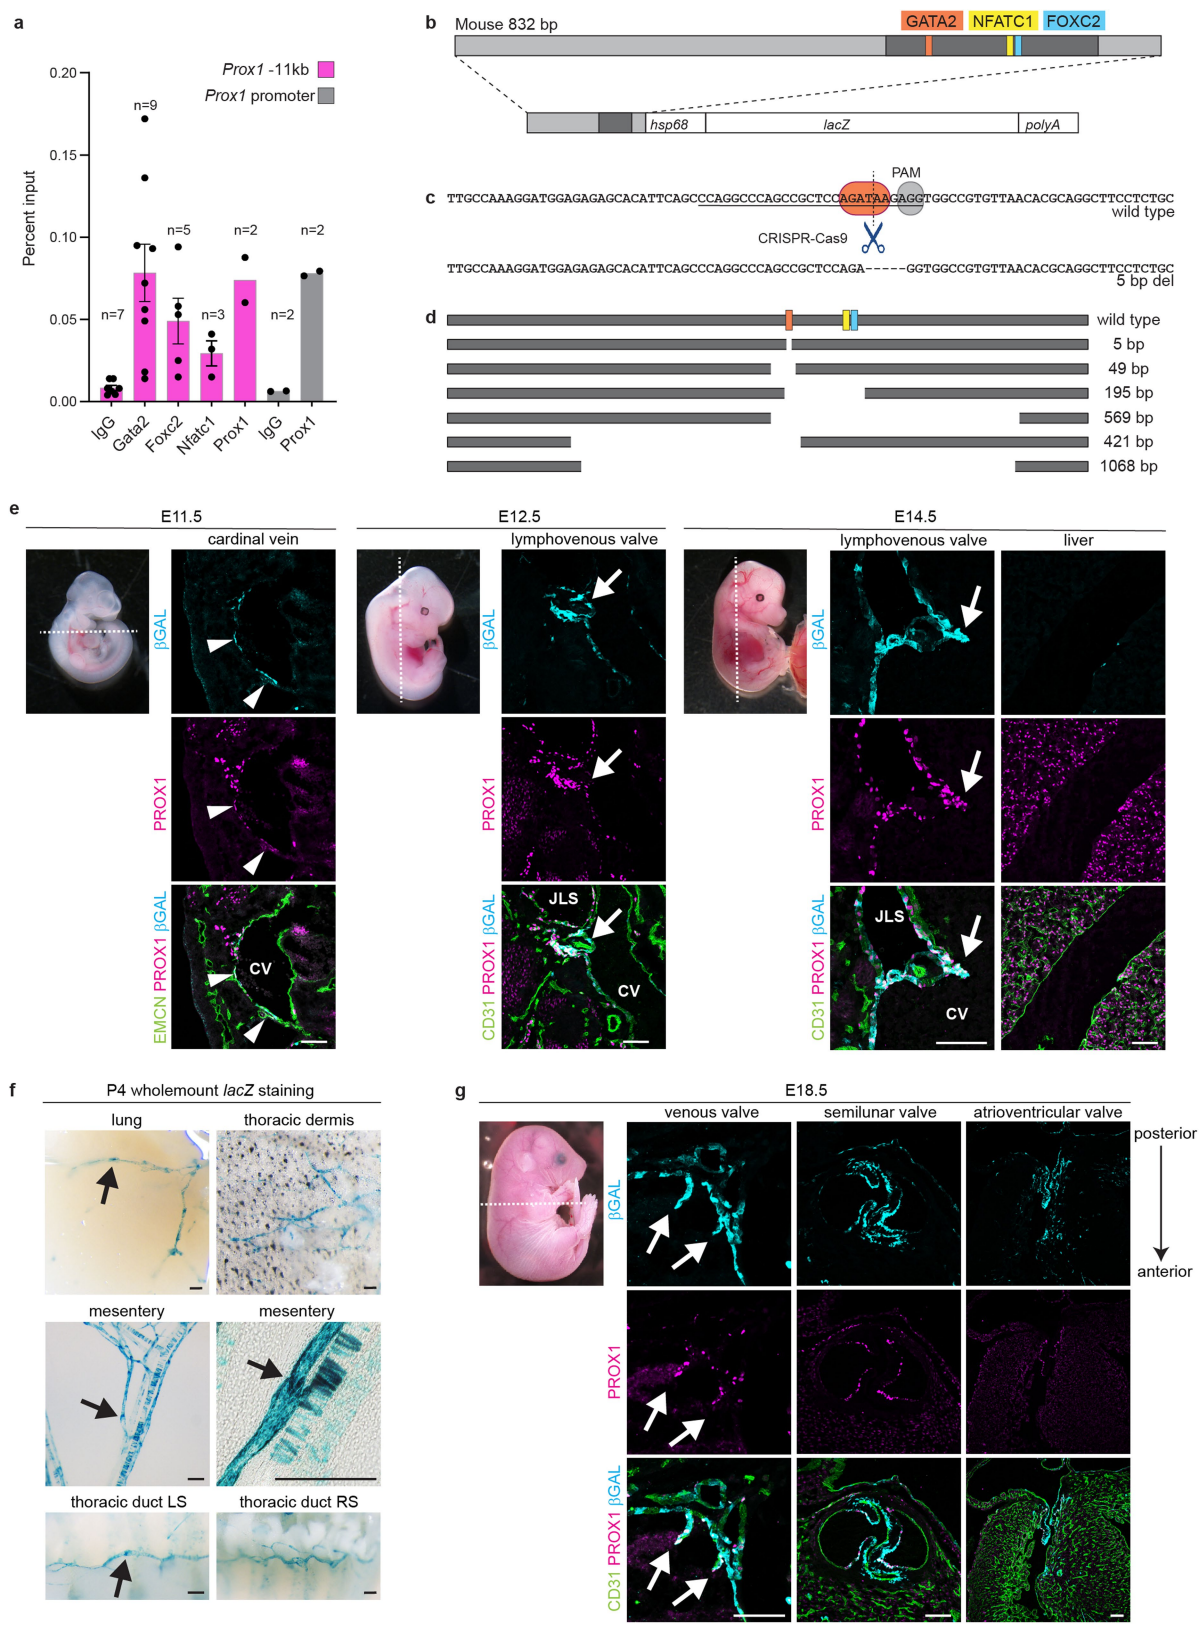 a
Prox1 -11kb
Prox1 promoter
Percent input
0.20
0.15
0.10
0.05
0.00
n=7
n=9
n=5
n=3
n=2
n=2
n=2
IgG
Gata2
Foxc2
Nfatc1
Prox1
IgG
Prox1
b
Mouse 832 bp
GATA2
NFATC1
FOXC2
hsp68
lacZ
polyA
c
PAM
TTGCCAAAGGATGGAGAGAGCACATTCAGCCCAGGCCCAGCCGCTCCAGATAAGAGGTGGCCGTGTTAACACGCAGGCTTCCTCTGC
wild type
CRISPR-Cas9
TTGCCAAAGGATGGAGAGAGCACATTCAGCCCAGGCCCAGCCGCTCCAGA-----GGTGGCCGTGTTAACACGCAGGCTTCCTCTGC
5 bp del
d
wild type
5 bp
49 bp
195 bp
569 bp
421 bp
1068 bp
e
E11.5
cardinal vein
βGAL
PROX1
EMCN PROX1 βGAL
CV
E12.5
lymphovenous valve
βGAL
PROX1
CD31 PROX1 βGAL
JLS
CV
E14.5
lymphovenous valve
liver
βGAL
PROX1
CD31 PROX1 βGAL
JLS
CV
f
P4 wholemount lacZ staining
lung
thoracic dermis
mesentery
mesentery
thoracic duct LS
thoracic duct RS
g
E18.5
venous valve
semilunar valve
atrioventricular valve
βGAL
PROX1
CD31 PROX1 βGAL
posterior
anterior